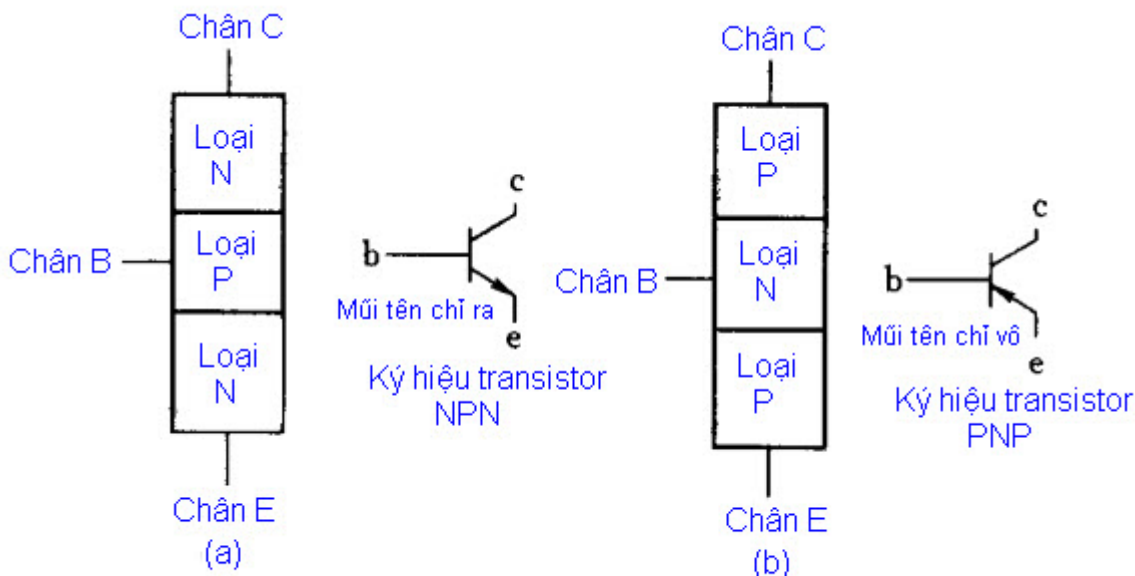 Chân C
Loại
N
Chân B
Loại
P
Loại
N
Chân E
(a)
c
b
Mũi tên chỉ ra
e
Ký hiệu transistor
NPN
Chân C
Loại
P
Chân B
Loại
N
Loại
P
Chân E
(b)
c
b
Mũi tên chỉ vô
e
Ký hiệu transistor
PNP